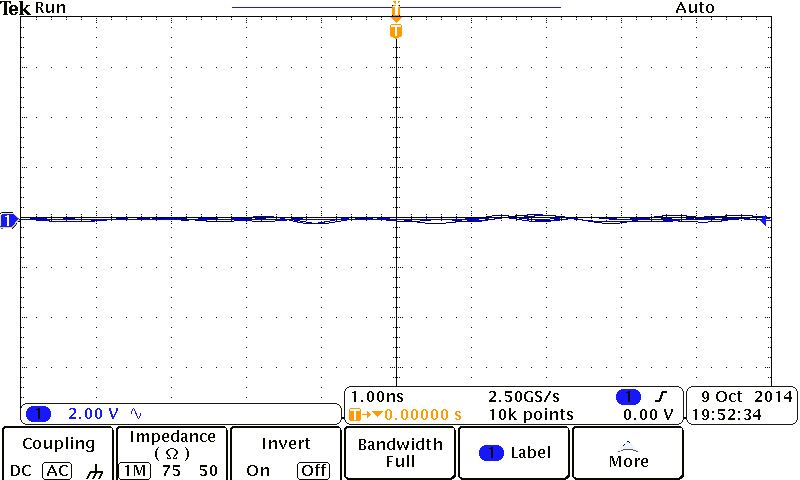 Tek Run Auto
T
T
1
1.00ns 2.50GS/s 1
1 2.00 V T 0.00000 s 10k points 0.00 V
9 Oct 2014
19:52:34
Coupling
DC AC
Impedance
(Ω)
1M 75 50
Invert
On Off
Bandwidth
Full
1 Label
More